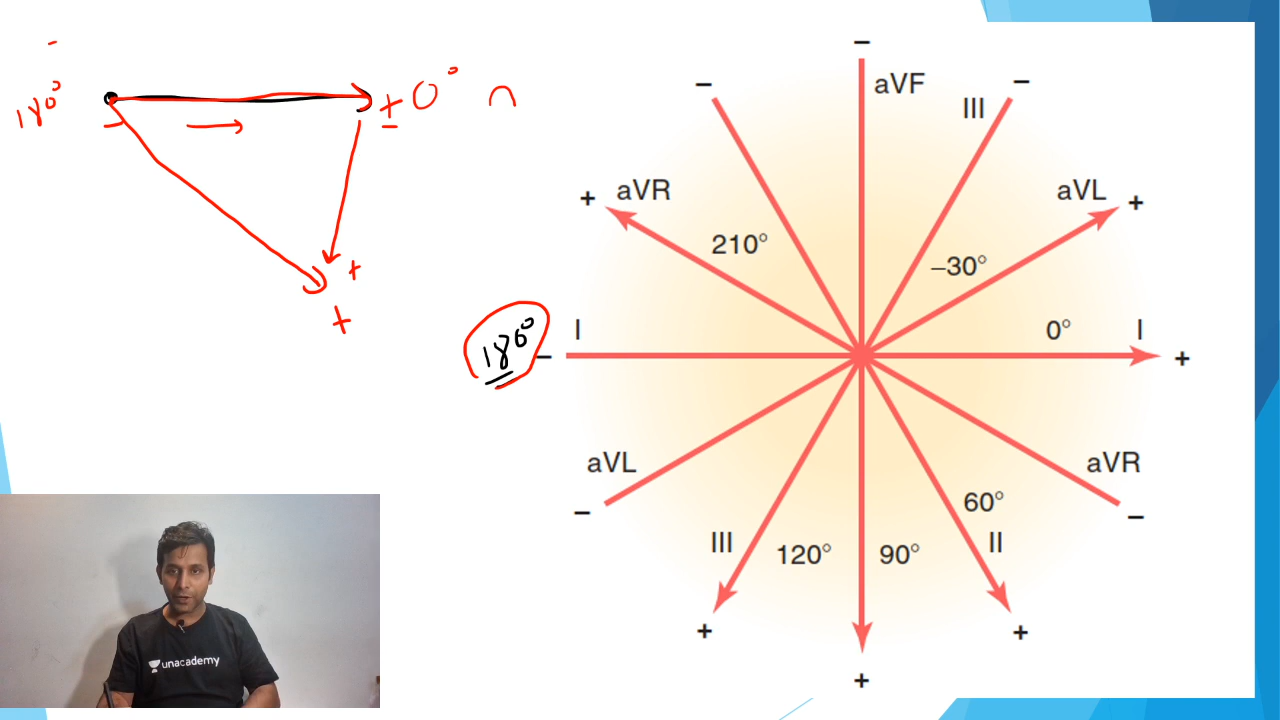 -
180°
+ 0°
+
+
-
aVF
-
-
III
+
aVR
aVL
+
210°
-30°
180°
-
I
0°
I
+
aVL
-
aVR
-
60°
III
120°
90°
II
+
+
+
unacademy